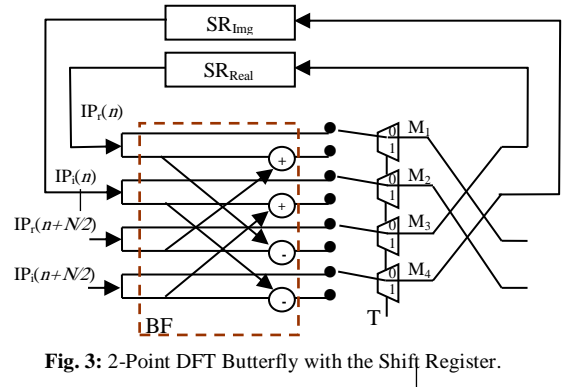 SR_Img
SR_Real
IP_r(n)
IP_i(n)
IP_r(n+N/2)
IP_i(n+N/2)
+
+
-
-
BF
0
1
M_1
0
1
M_2
0
1
M_3
0
1
M_4
T
Fig. 3: 2-Point DFT Butterfly with the Shift Register.